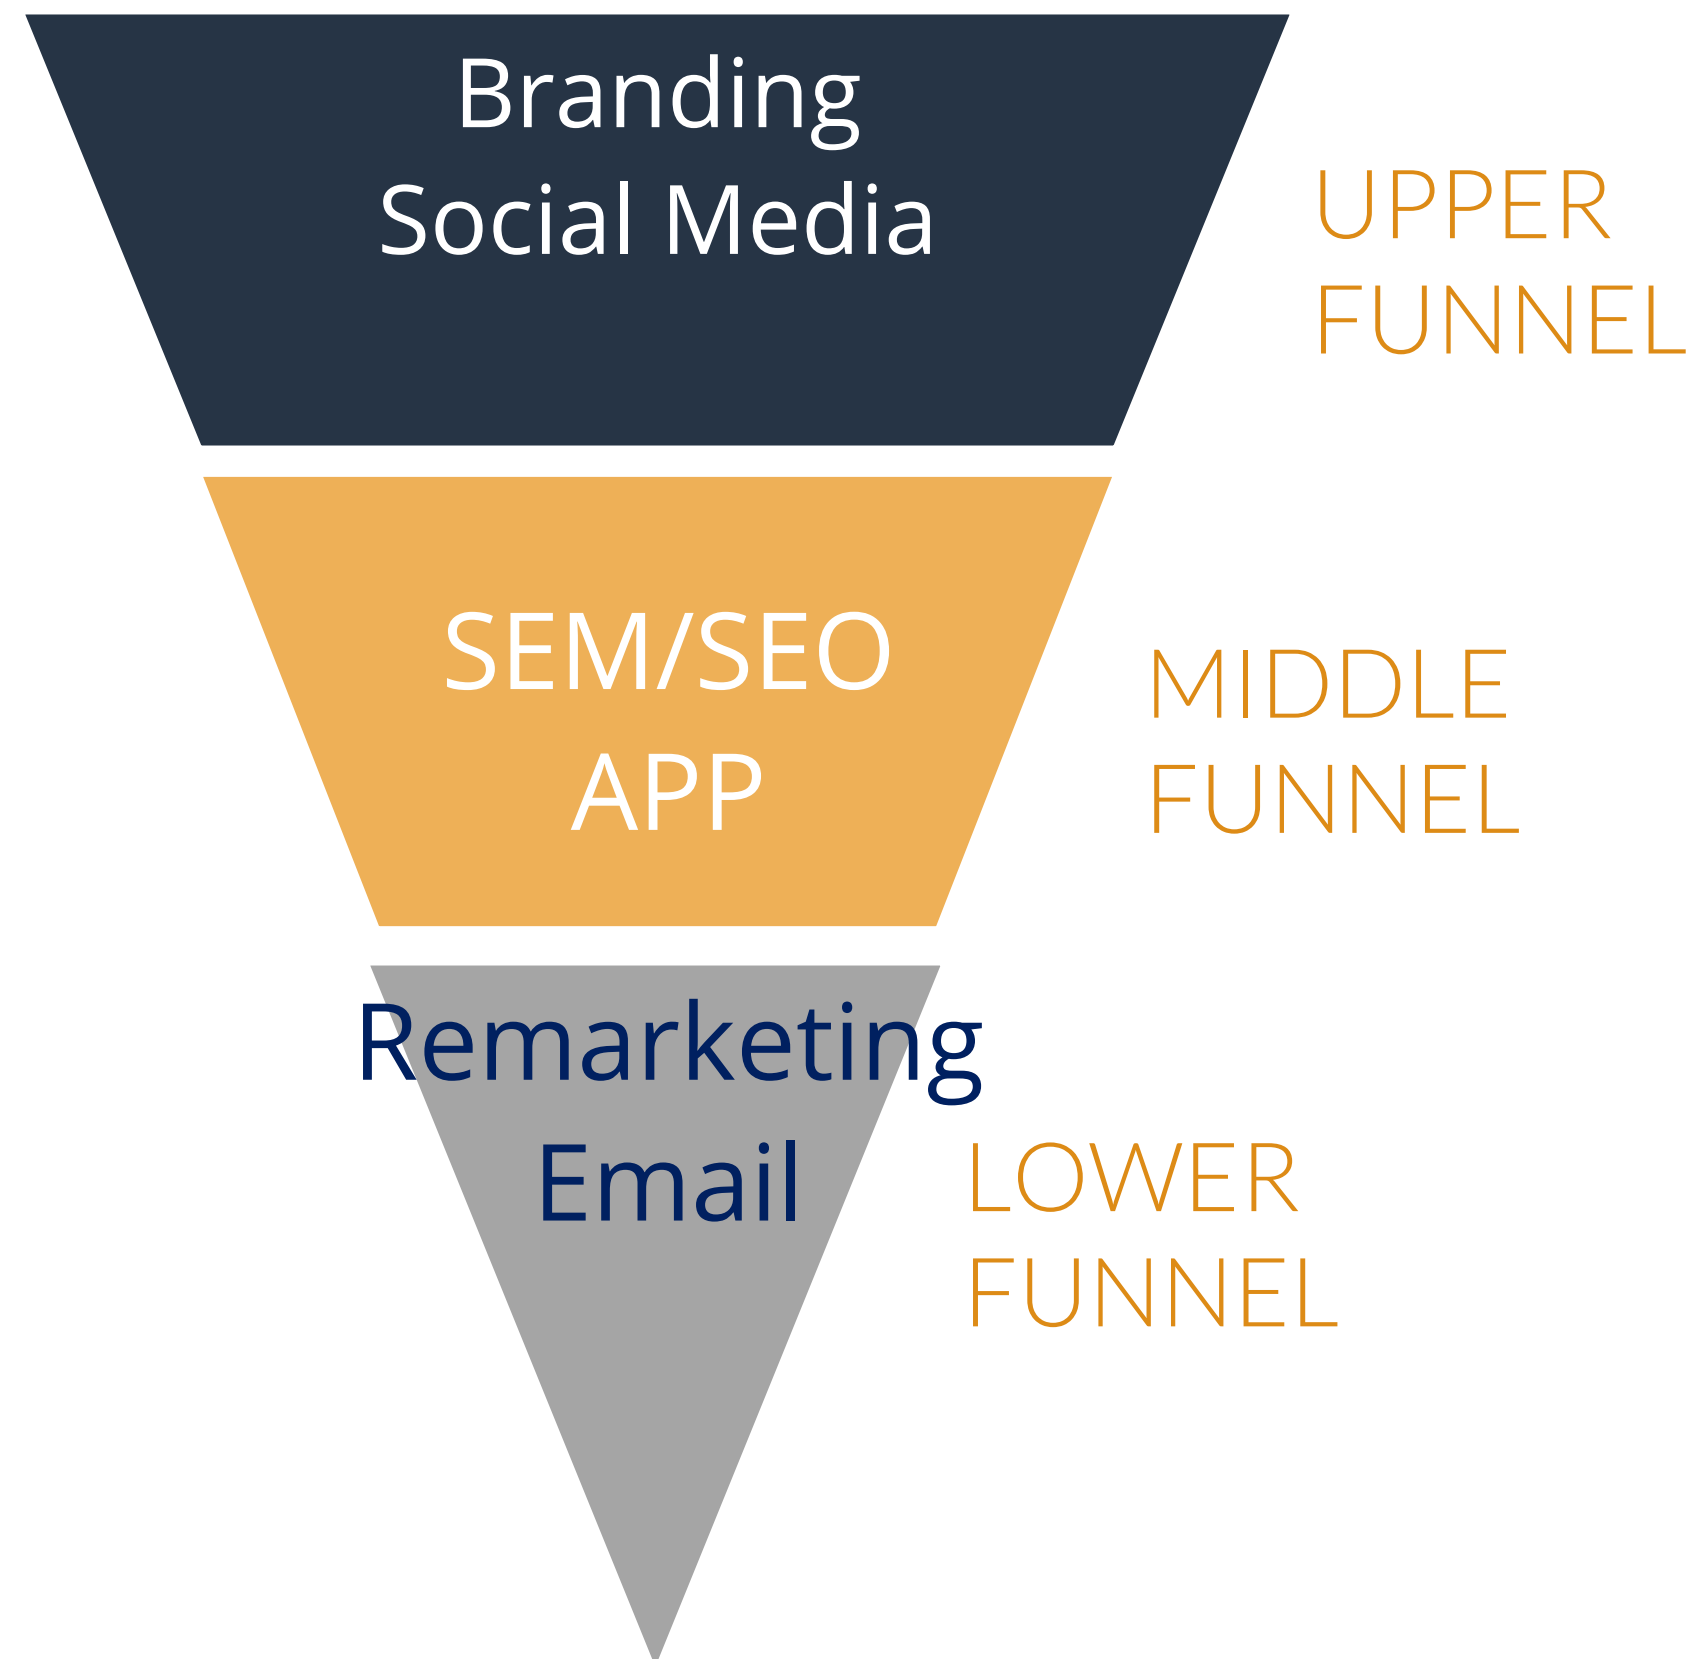 Branding
Social Media
UPPER
FUNNEL
SEM/SEO
APP
MIDDLE
FUNNEL
Remarketing
Email
LOWER
FUNNEL